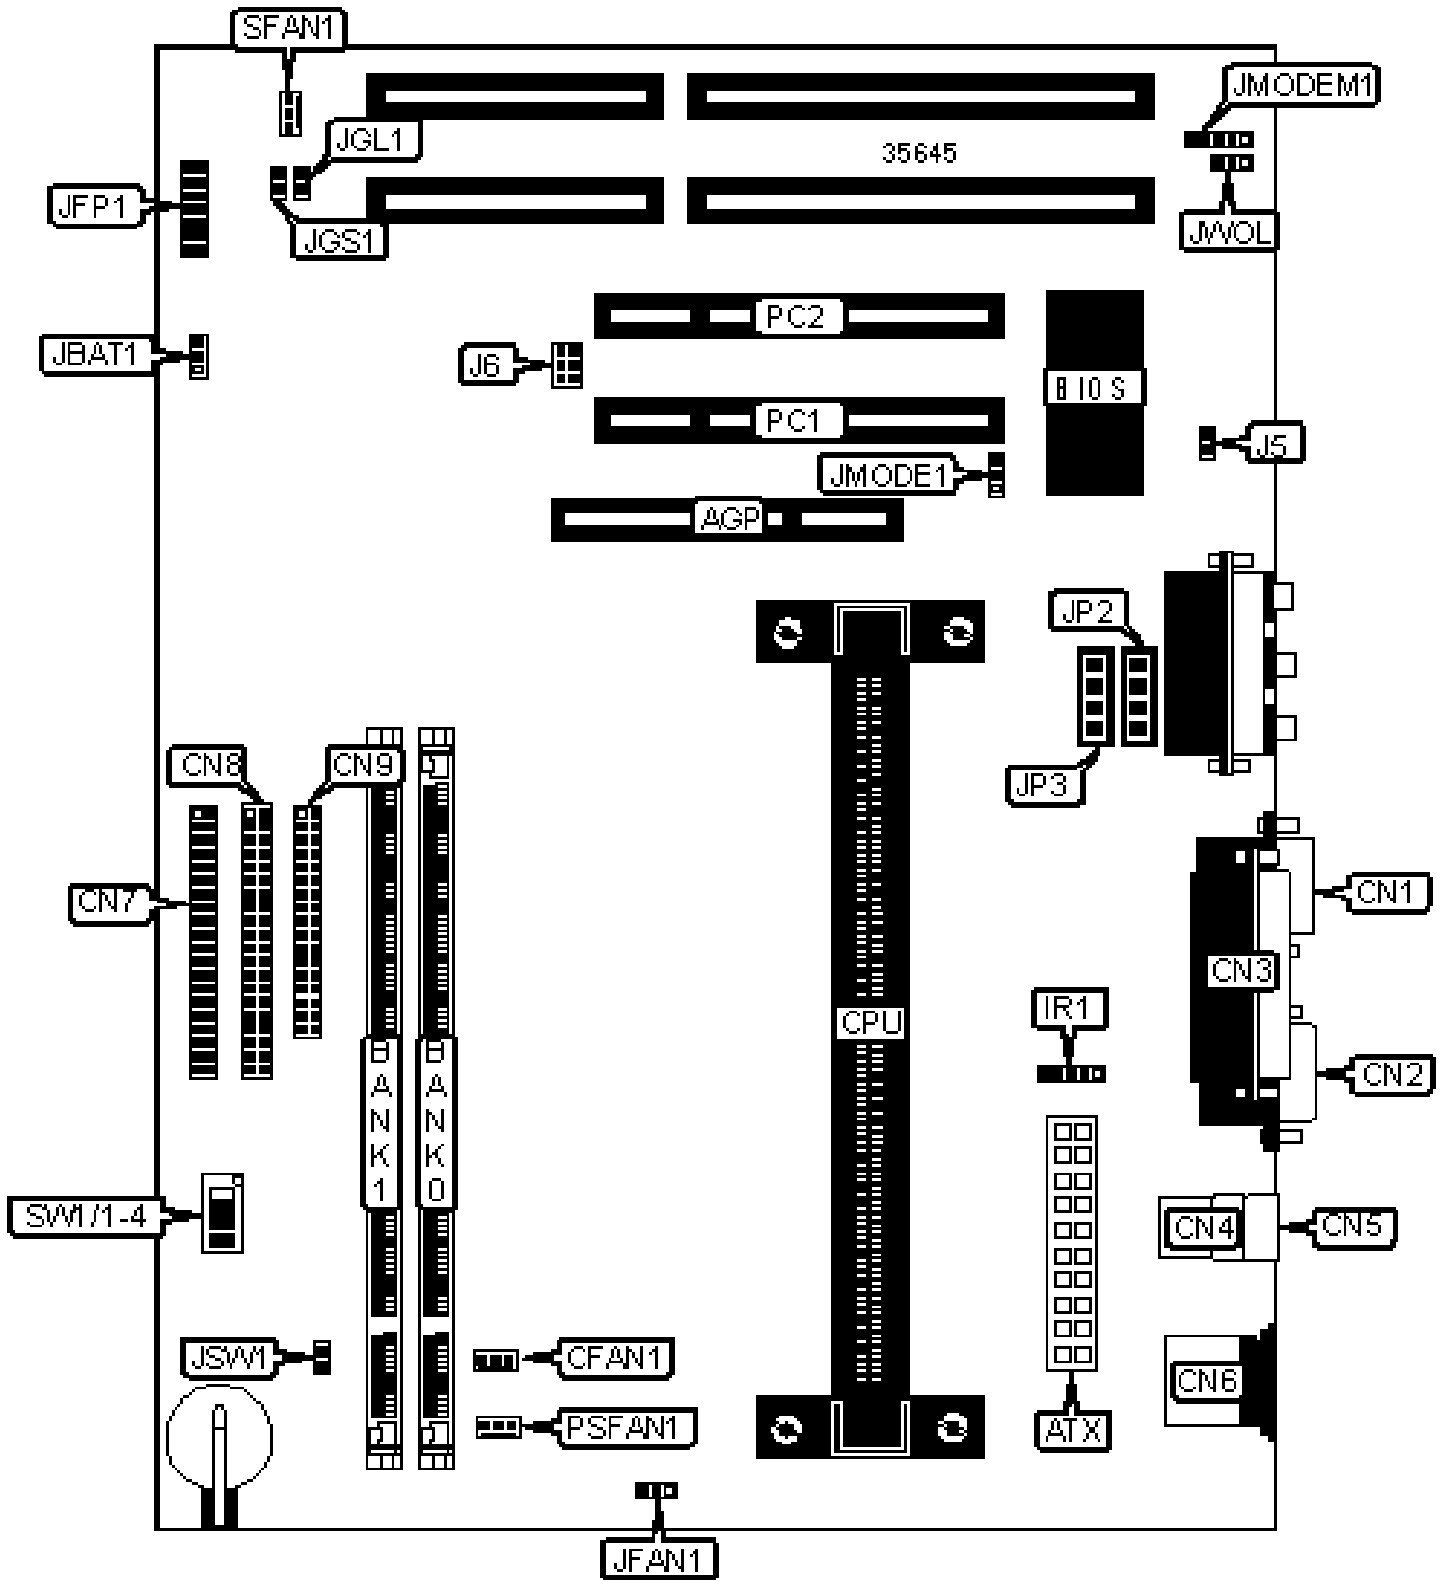 SFAN1
JMODEM1
JGL1
35645
JFP1
JWOL
JGS1
PC2
JBAT1
J6
BIOS
PC1
J5
JMODE1
AGP
JP2
CN8
CN9
JP3
CN7
CN1
CN3
IR1
CPU
CN2
BANK1
BANK0
SW1/1-4
CN4
CN5
JSW1
CFAN1
CN6
PSFAN1
ATX
JFAN1